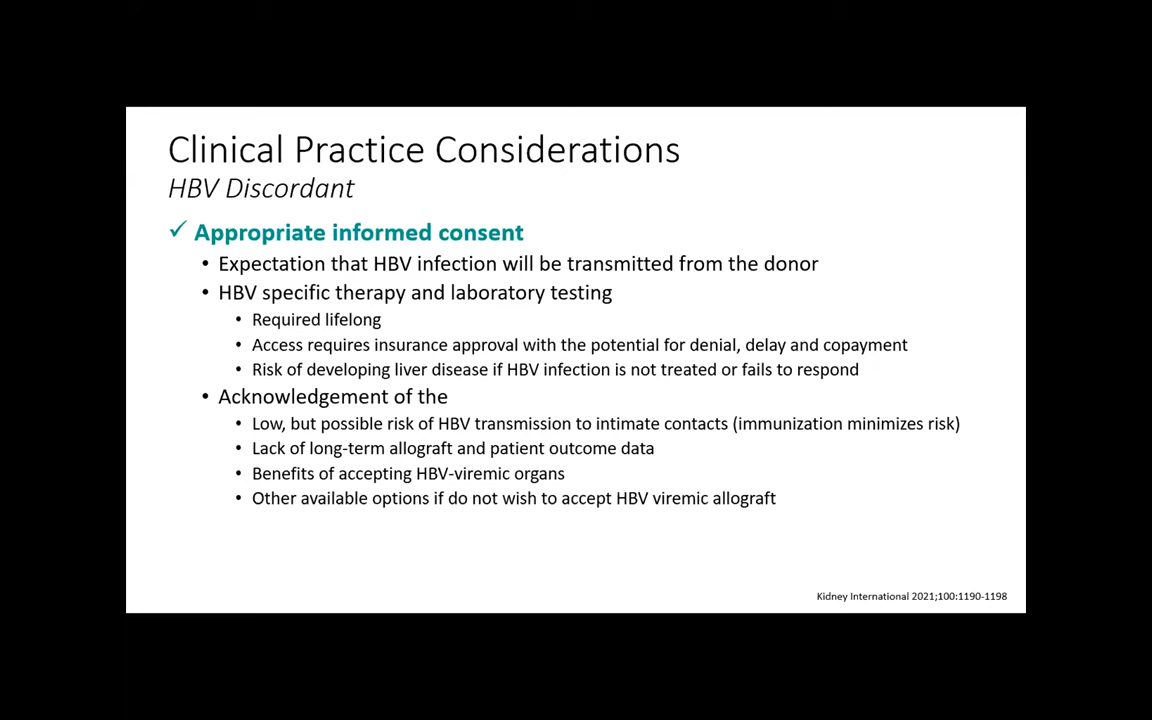 Clinical Practice Considerations
HBV Discordant
✓ Appropriate informed consent
• Expectation that HBV infection will be transmitted from the donor
• HBV specific therapy and laboratory testing
• Required lifelong
• Access requires insurance approval with the potential for denial, delay and copayment
• Risk of developing liver disease if HBV infection is not treated or fails to respond
• Acknowledgement of the
• Low, but possible risk of HBV transmission to intimate contacts (immunization minimizes risk)
• Lack of long-term allograft and patient outcome data
• Benefits of accepting HBV-viremic organs
• Other available options if do not wish to accept HBV viremic allograft
Kidney International 2021;100:1190-1198